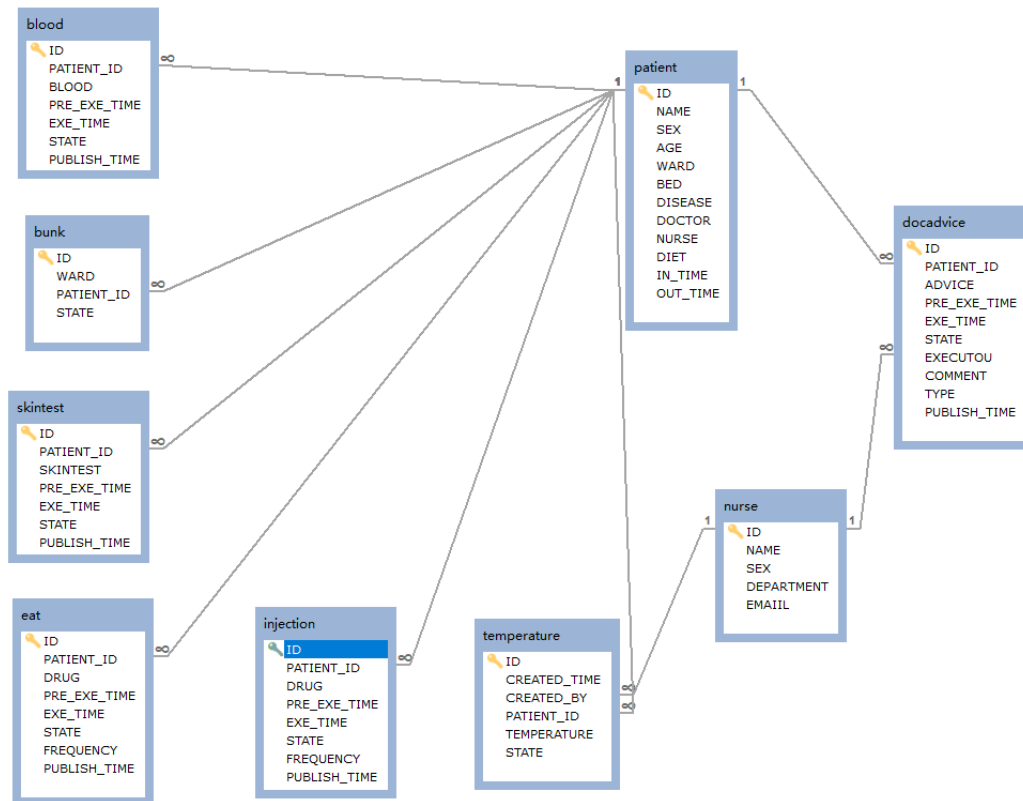 blood
ID
PATIENT_ID
BLOOD
PRE_EXE_TIME
EXE_TIME
STATE
PUBLISH_TIME
bunk
ID
WARD
PATIENT_ID
STATE
skintest
ID
PATIENT_ID
SKINTEST
PRE_EXE_TIME
EXE_TIME
STATE
PUBLISH_TIME
eat
ID
PATIENT_ID
DRUG
PRE_EXE_TIME
EXE_TIME
STATE
FREQUENCY
PUBLISH_TIME
injection
ID
PATIENT_ID
DRUG
PRE_EXE_TIME
EXE_TIME
STATE
FREQUENCY
PUBLISH_TIME
temperature
ID
CREATED_TIME
CREATED_BY
PATIENT_ID
TEMPERATURE
STATE
patient
ID
NAME
SEX
AGE
WARD
BED
DISEASE
DOCTOR
NURSE
DIET
IN_TIME
OUT_TIME
nurse
ID
NAME
SEX
DEPARTMENT
EMAIIL
docadvice
ID
PATIENT_ID
ADVICE
PRE_EXE_TIME
EXE_TIME
STATE
EXECUTOU
COMMENT
TYPE
PUBLISH_TIME
∞
∞
∞
∞
∞
∞
∞
∞
∞
1
1
1
1